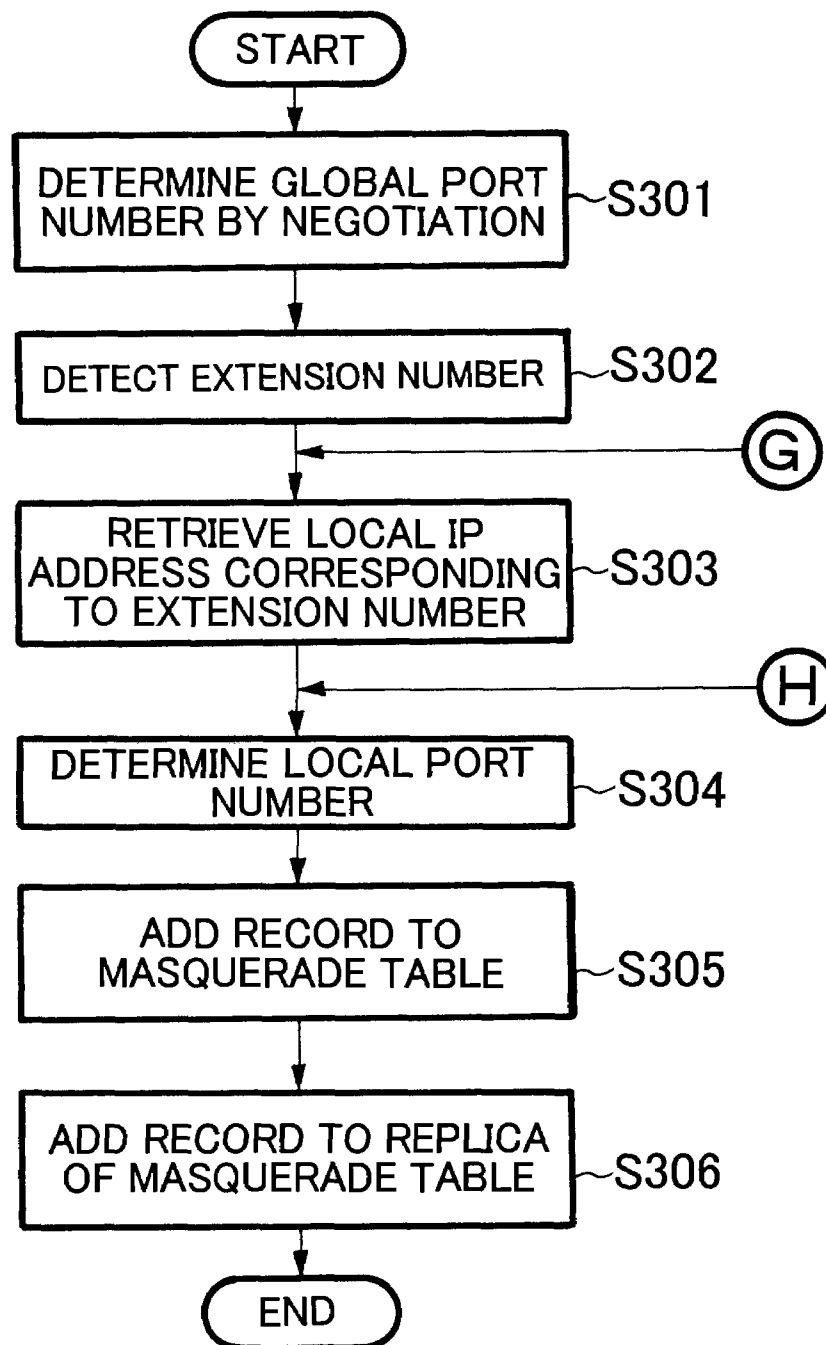 START
DETERMINE GLOBAL PORT
NUMBER BY NEGOTIATION
~S301
DETECT EXTENSION NUMBER
~S302
G
RETRIEVE LOCAL IP
ADDRESS CORRESPONDING
TO EXTENSION NUMBER
~S303
H
DETERMINE LOCAL PORT
NUMBER
~S304
ADD RECORD TO
MASQUERADE TABLE
~S305
ADD RECORD TO REPLICA
OF MASQUERADE TABLE
~S306
END